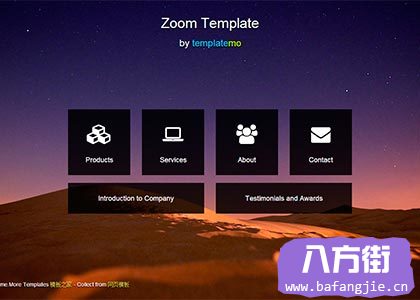 Zoom Template
by templatemo
Products
Services
About
Contact
Introduction to Company
Testimonials and Awards
me More Templates 模板之家 - Collect from 网页模板
八方街
www.bafangjie.cn